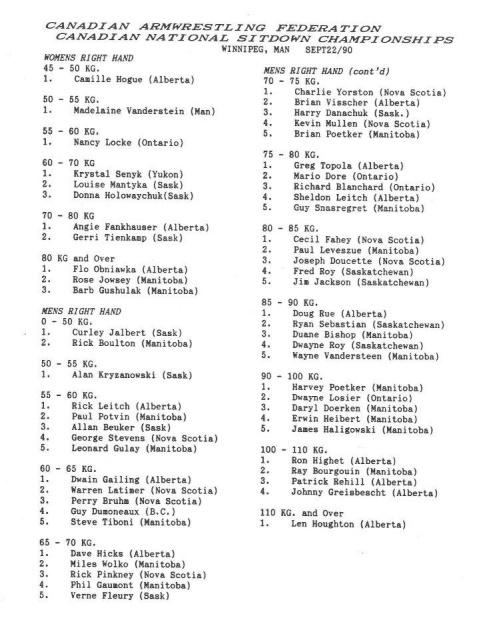 CANADIAN ARMWRESTLING FEDERATION
CANADIAN NATIONAL SITDOWN CHAMPIONSHIPS
WINNIPEG, MAN SEPT22/90
WOMENS RIGHT HAND
45 - 50 KG.
1. Camille Hogue (Alberta)
50 - 55 KG.
1. Madelaine Vanderstein (Man)
55 - 60 KG.
1. Nancy Locke (Ontario)
60 - 70 KG
1. Krystal Senyk (Yukon)
2. Louise Mantyka (Sask)
3. Donna Holowaychuk(Sask)
70 - 80 KG
1. Angie Fankhauser (Alberta)
2. Gerri Tienkamp (Sask)
80 KG and Over
1. Flo Obniawka (Alberta)
2. Rose Jowsey (Manitoba)
3. Barb Gushulak (Manitoba)
MENS RIGHT HAND
0 - 50 KG.
1. Curley Jalbert (Sask)
2. Rick Boulton (Manitoba)
50 - 55 KG.
1. Alan Kryzanowski (Sask)
55 - 60 KG.
1. Rick Leitch (Alberta)
2. Paul Potvin (Manitoba)
3. Allan Beuker (Sask)
4. George Stevens (Nova Scotia)
5. Leonard Gulay (Manitoba)
60 - 65 KG.
1. Dwain Gailing (Alberta)
2. Warren Latimer (Nova Scotia)
3. Perry Bruhm (Nova Scotia)
4. Guy Dumoneaux (B.C.)
5. Steve Tiboni (Manitoba)
65 - 70 KG.
1. Dave Hicks (Alberta)
2. Miles Wolko (Manitoba)
3. Rick Pinkney (Nova Scotia)
4. Phil Gaumont (Manitoba)
5. Verne Fleury (Sask)
MENS RIGHT HAND (cont'd)
70 - 75 KG.
1. Charlie Yorston (Nova Scotia)
2. Brian Visscher (Alberta)
3. Harry Danachuk (Sask.)
4. Kevin Mullen (Nova Scotia)
5. Brian Poetker (Manitoba)
75 - 80 KG.
1. Greg Topola (Alberta)
2. Mario Dore (Ontario)
3. Richard Blanchard (Ontario)
4. Sheldon Leitch (Alberta)
5. Guy Snasregret (Manitoba)
80 - 85 KG.
1. Cecil Fahey (Nova Scotia)
2. Paul Leveszue (Manitoba)
3. Joseph Doucette (Nova Scotia)
4. Fred Roy (Saskatchewan)
5. Jim Jackson (Saskatchewan)
85 - 90 KG.
1. Doug Rue (Alberta)
2. Ryan Sebastian (Saskatchewan)
3. Duane Bishop (Manitoba)
4. Dwayne Roy (Saskatchewan)
5. Wayne Vandersteen (Manitoba)
90 - 100 KG.
1. Harvey Poetker (Manitoba)
2. Dwayne Losier (Ontario)
3. Daryl Doerken (Manitoba)
4. Erwin Heibert (Manitoba)
5. James Haligowski (Manitoba)
100 - 110 KG.
1. Ron Highet (Alberta)
2. Ray Bourgouin (Manitoba)
3. Patrick Rehill (Alberta)
4. Johnny Greisbescht (Alberta)
110 KG. and Over
1. Len Houghton (Alberta)